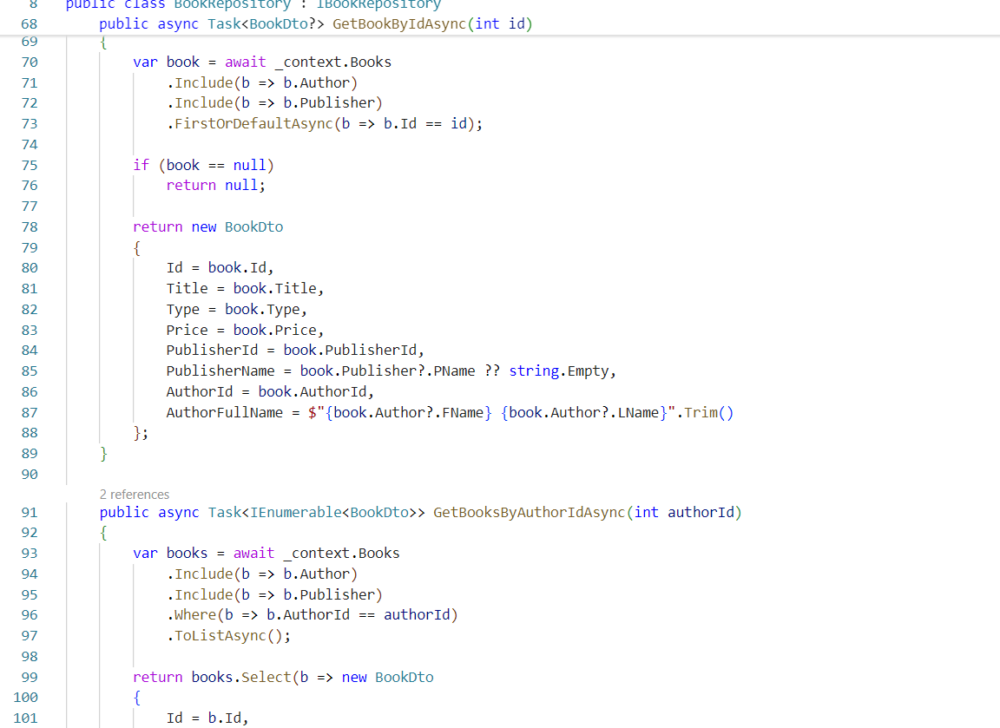 8 public class BookRepository : IBookRepository
68 public async Task<BookDto?> GetBookByIdAsync(int id)
69 {
70 var book = await _context.Books
71 .Include(b => b.Author)
72 .Include(b => b.Publisher)
73 .FirstOrDefaultAsync(b => b.Id == id);
74
75 if (book == null)
76 return null;
77
78 return new BookDto
79 {
80 Id = book.Id,
81 Title = book.Title,
82 Type = book.Type,
83 Price = book.Price,
84 PublisherId = book.PublisherId,
85 PublisherName = book.Publisher?.PName ?? string.Empty,
86 AuthorId = book.AuthorId,
87 AuthorFullName = $"{book.Author?.FName} {book.Author?.LName}".Trim()
88 };
89 }
90
2 references
91 public async Task<IEnumerable<BookDto>> GetBooksByAuthorIdAsync(int authorId)
92 {
93 var books = await _context.Books
94 .Include(b => b.Author)
95 .Include(b => b.Publisher)
96 .Where(b => b.AuthorId == authorId)
97 .ToListAsync();
98
99 return books.Select(b => new BookDto
100 {
101 Id = b.Id,